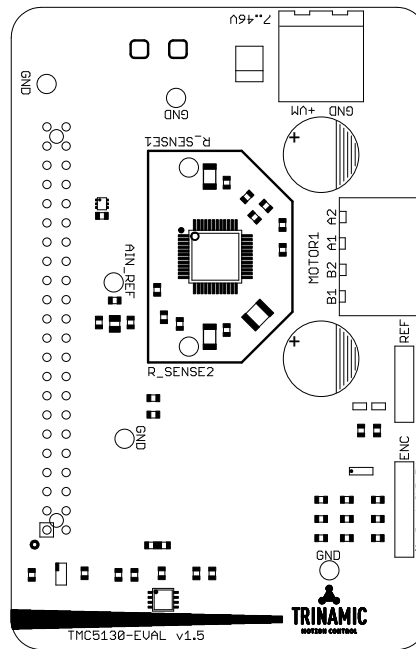 7..46V
GND
GND
+VM
GND
R_SENSE1
A2
A1
B2
B1
MOTOR1
AIN_REF
REF
R_SENSE2
GND
ENC
GND
TRINAMIC
MOTION CONTROL
TMC5130-EVAL v1.5